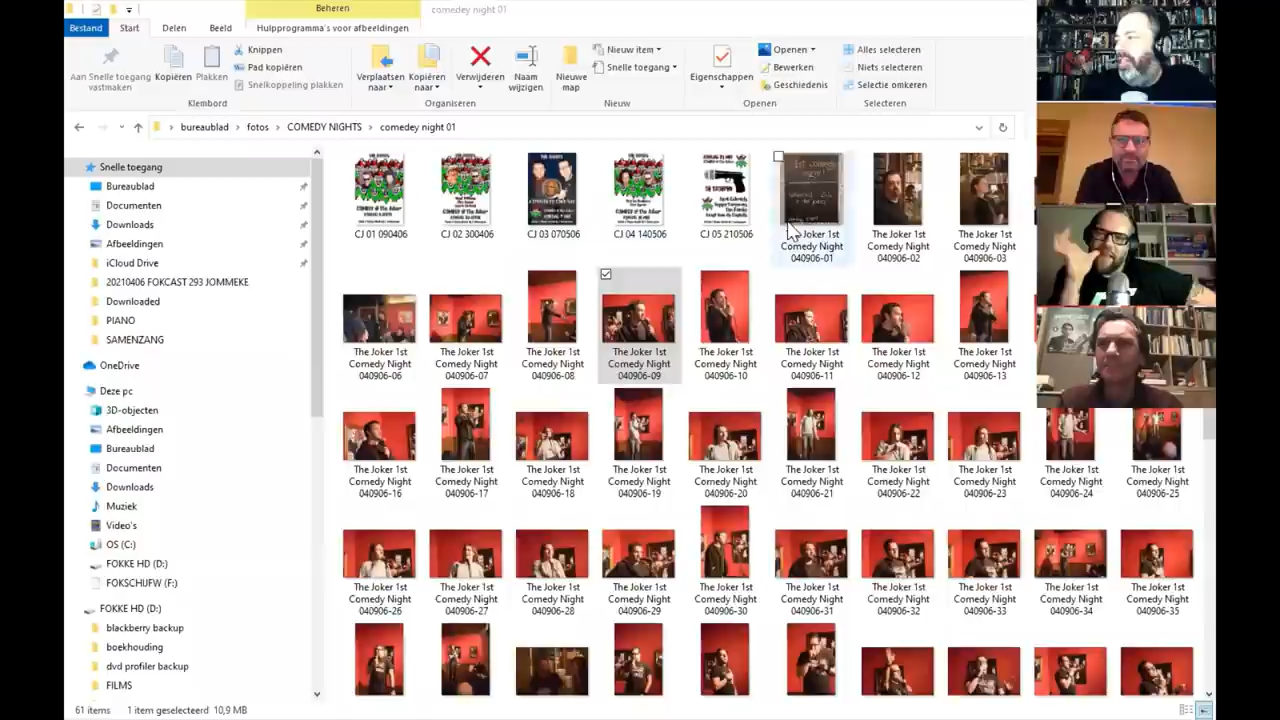 Beheren
comedey night 01
Bestand
Start
Delen
Beeld
Hulpprogramma's voor afbeeldingen
Aan Snelle toegang
vastmaken
Kopiëren
Plakken
Knippen
Pad kopiëren
Snelkoppeling plakken
Klembord
Verplaatsen
naar
Kopiëren
naar
Verwijderen
Naam
wijzigen
Organiseren
Nieuwe
map
Nieuw item
Snelle toegang
Nieuw
Eigenschappen
Openen
Bewerken
Geschiedenis
Openen
Alles selecteren
Niets selecteren
Selectie omkeren
Selecteren
bureaublad
fotos
COMEDY NIGHTS
comedey night 01
Snelle toegang
Bureaublad
Documenten
Downloads
Afbeeldingen
iCloud Drive
20210406 FOKCAST 293 JOMMEKE
Downloaded
PIANO
SAMENZANG
OneDrive
Deze pc
3D-objecten
Afbeeldingen
Bureaublad
Documenten
Downloads
Muziek
Video's
OS (C:)
FOKKE HD (D:)
FOKSCHIJFW (F:)
FOKKE HD (D:)
blackberry backup
boekhouding
dvd profiler backup
FILMS
CJ 01 090406
CJ 02 300406
CJ 03 070506
CJ 04 140506
CJ 05 210506
The Joker 1st
Comedy Night
040906-01
The Joker 1st
Comedy Night
040906-02
The Joker 1st
Comedy Night
040906-03
The Joker 1st
Comedy Night
040906-06
The Joker 1st
Comedy Night
040906-07
The Joker 1st
Comedy Night
040906-08
The Joker 1st
Comedy Night
040906-09
The Joker 1st
Comedy Night
040906-10
The Joker 1st
Comedy Night
040906-11
The Joker 1st
Comedy Night
040906-12
The Joker 1st
Comedy Night
040906-13
The Joker 1st
Comedy Night
040906-16
The Joker 1st
Comedy Night
040906-17
The Joker 1st
Comedy Night
040906-18
The Joker 1st
Comedy Night
040906-19
The Joker 1st
Comedy Night
040906-20
The Joker 1st
Comedy Night
040906-21
The Joker 1st
Comedy Night
040906-22
The Joker 1st
Comedy Night
040906-23
The Joker 1st
Comedy Night
040906-24
The Joker 1st
Comedy Night
040906-25
The Joker 1st
Comedy Night
040906-26
The Joker 1st
Comedy Night
040906-27
The Joker 1st
Comedy Night
040906-28
The Joker 1st
Comedy Night
040906-29
The Joker 1st
Comedy Night
040906-30
The Joker 1st
Comedy Night
040906-31
The Joker 1st
Comedy Night
040906-32
The Joker 1st
Comedy Night
040906-33
The Joker 1st
Comedy Night
040906-34
The Joker 1st
Comedy Night
040906-35
61 items
1 item geselecteerd
10,9 MB